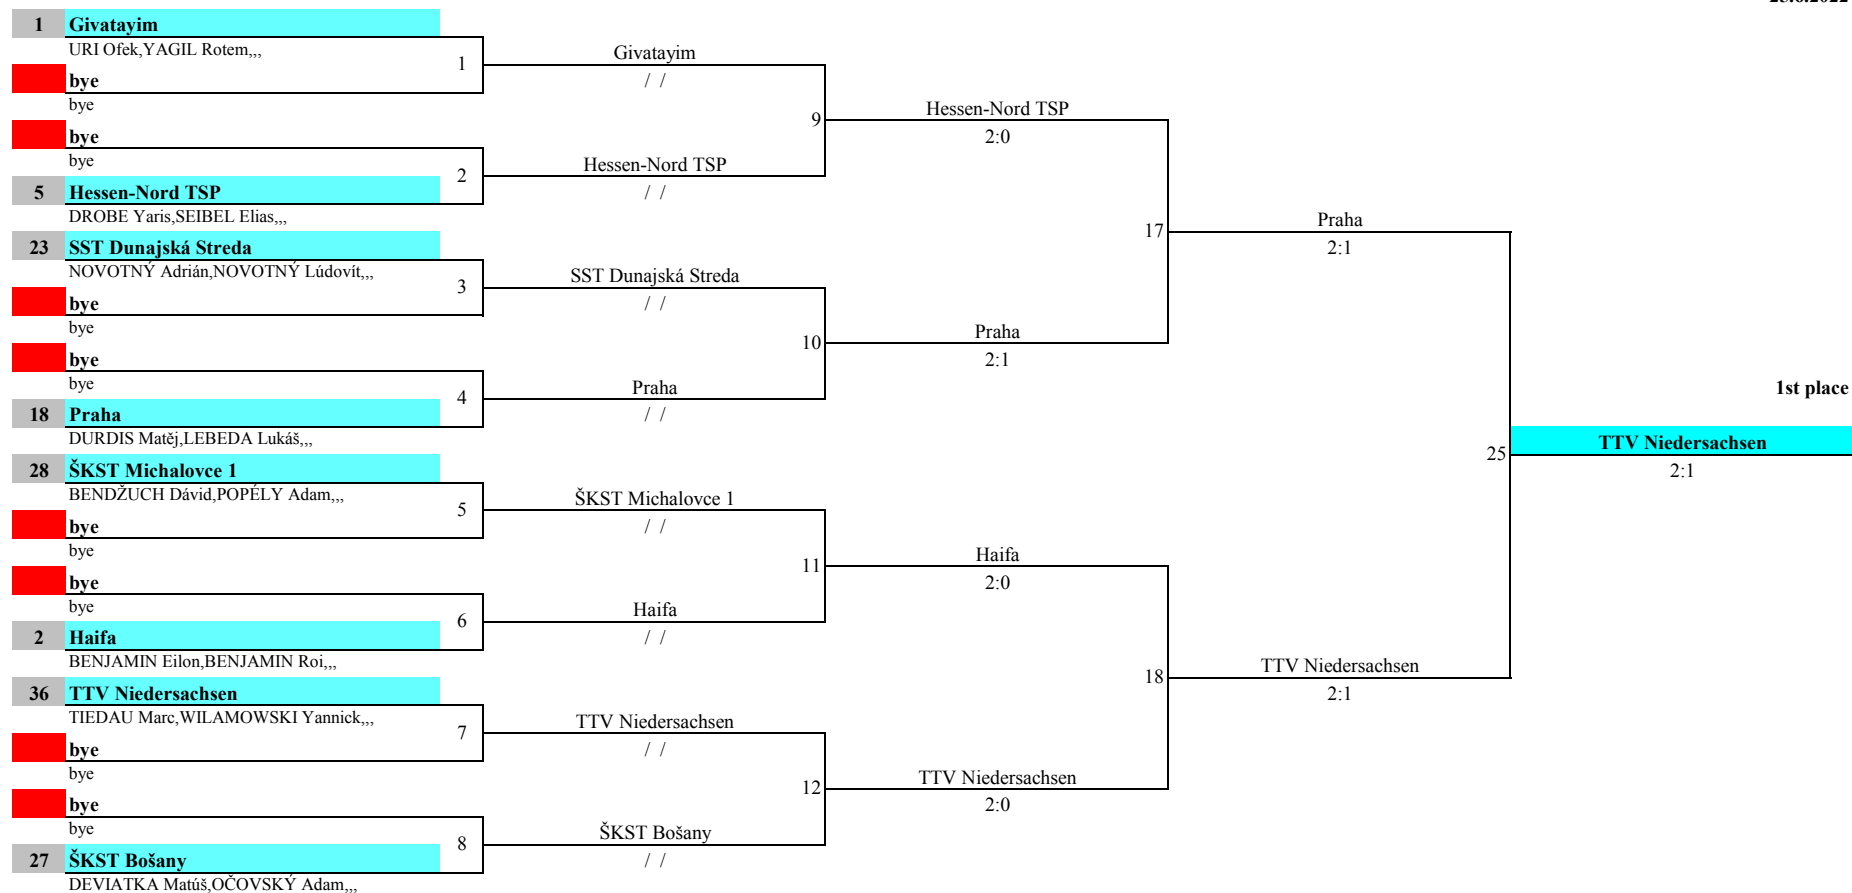 1 Givatayim
URI Ofek,YAGIL Rotem,,,
bye
bye
bye
bye
5 Hessen-Nord TSP
DROBE Yaris,SEIBEL Elias,,,
23 SST Dunajská Streda
NOVOTNÝ Adrián,NOVOTNÝ Lúdovít,,,
bye
bye
bye
bye
18 Praha
DURDIS Matěj,LEBEDA Lukáš,,,
28 ŠKST Michalovce 1
BENDŽUCH Dávid,POPÉLY Adam,,,
bye
bye
bye
bye
2 Haifa
BENJAMIN Eilon,BENJAMIN Roi,,,
36 TTV Niedersachsen
TIEDAU Marc,WILAMOWSKI Yannick,,,
bye
bye
bye
bye
27 ŠKST Bošany
DEVIATKA Matúš,OČOVSKÝ Adam,,,
1
2
3
4
5
6
7
8
Givatayim
/ /
Hessen-Nord TSP
/ /
SST Dunajská Streda
/ /
Praha
/ /
ŠKST Michalovce 1
/ /
Haifa
/ /
TTV Niedersachsen
/ /
ŠKST Bošany
/ /
9
10
11
12
Hessen-Nord TSP
2:0
Praha
2:1
Haifa
2:0
TTV Niedersachsen
2:0
17
18
Praha
2:1
TTV Niedersachsen
2:1
25
1st place
TTV Niedersachsen
2:1